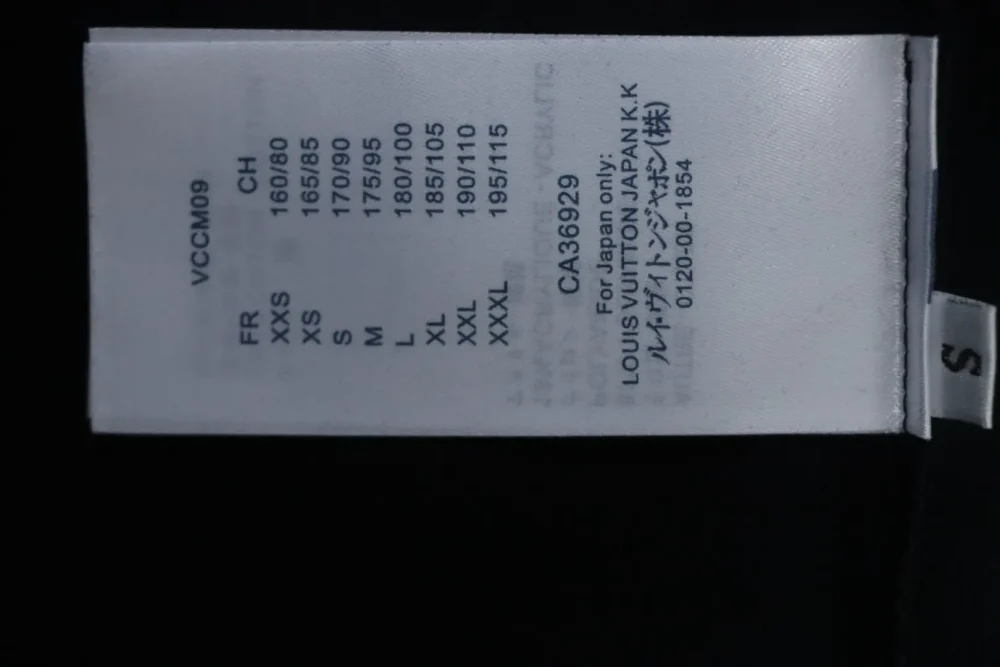 VCCM09
FR CH
XXS 160/80
XS 165/85
S 170/90
M 175/95
L 180/100
XL 185/105
XXL 190/110
XXXL 195/115
CA36929
For Japan only:
LOUIS VUITTON JAPAN K.K
ルイ・ヴィトンジャポン(株)
0120-00-1854
S